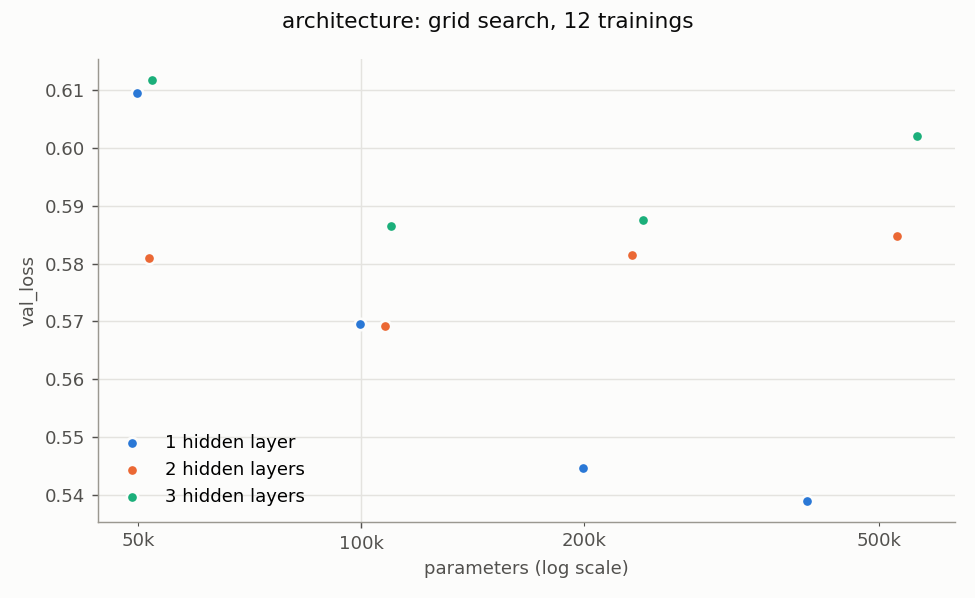 architecture: grid search, 12 trainings
val_loss
0.61
0.60
0.59
0.58
0.57
0.56
0.55
0.54
1 hidden layer
2 hidden layers
3 hidden layers
50k
100k
200k
500k
parameters (log scale)